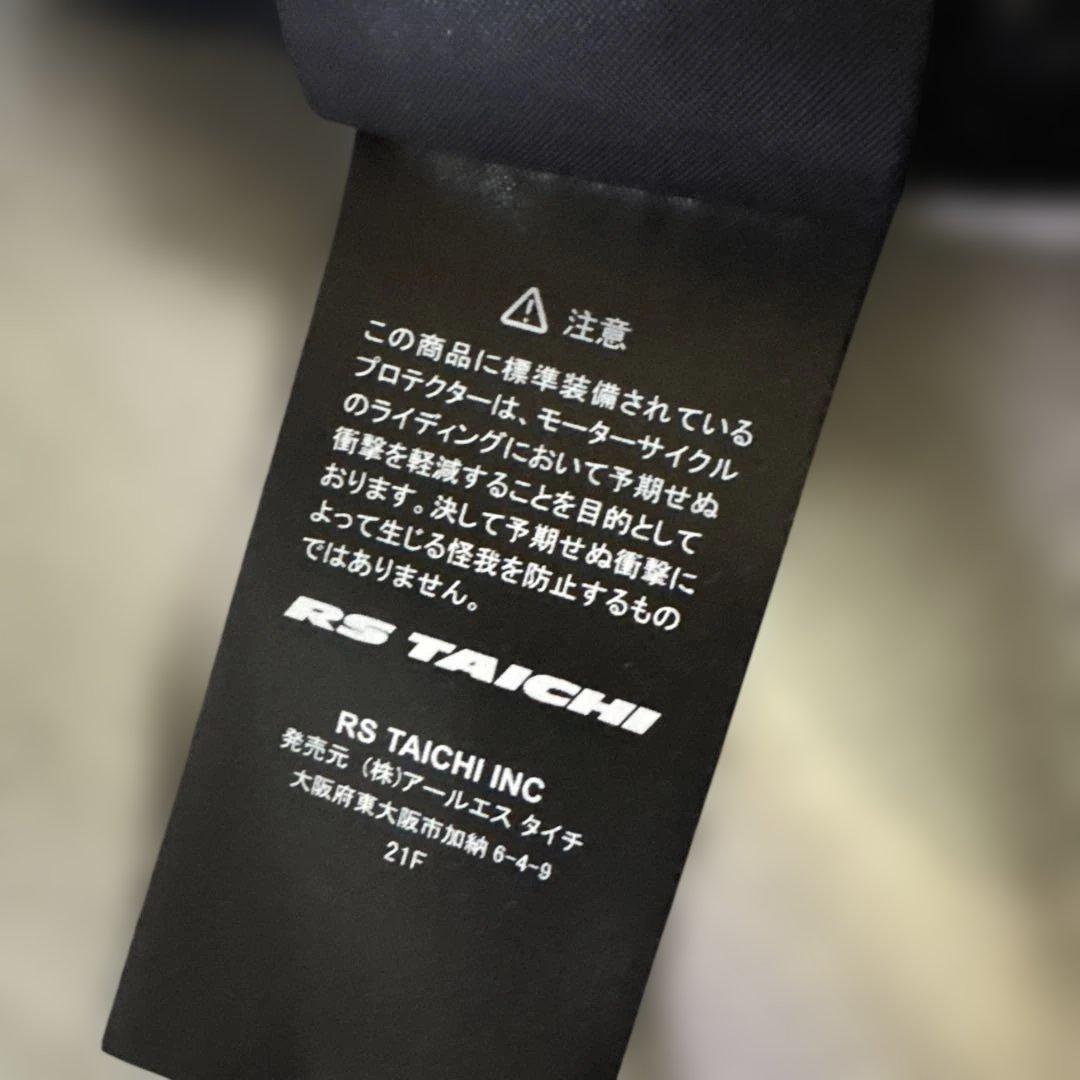 注意
この商品に標準装備されている
プロテクターは、モーターサイクル
のライディングにおいて予期せぬ
衝撃を軽減することを目的として
おります。決して予期せぬ衝撃に
よって生じる怪我を防止するもの
ではありません。
RS TAICHI
RS TAICHI INC
発売元 (株)アールエス タイチ
大阪府東大阪市加納 6-4-9
21F